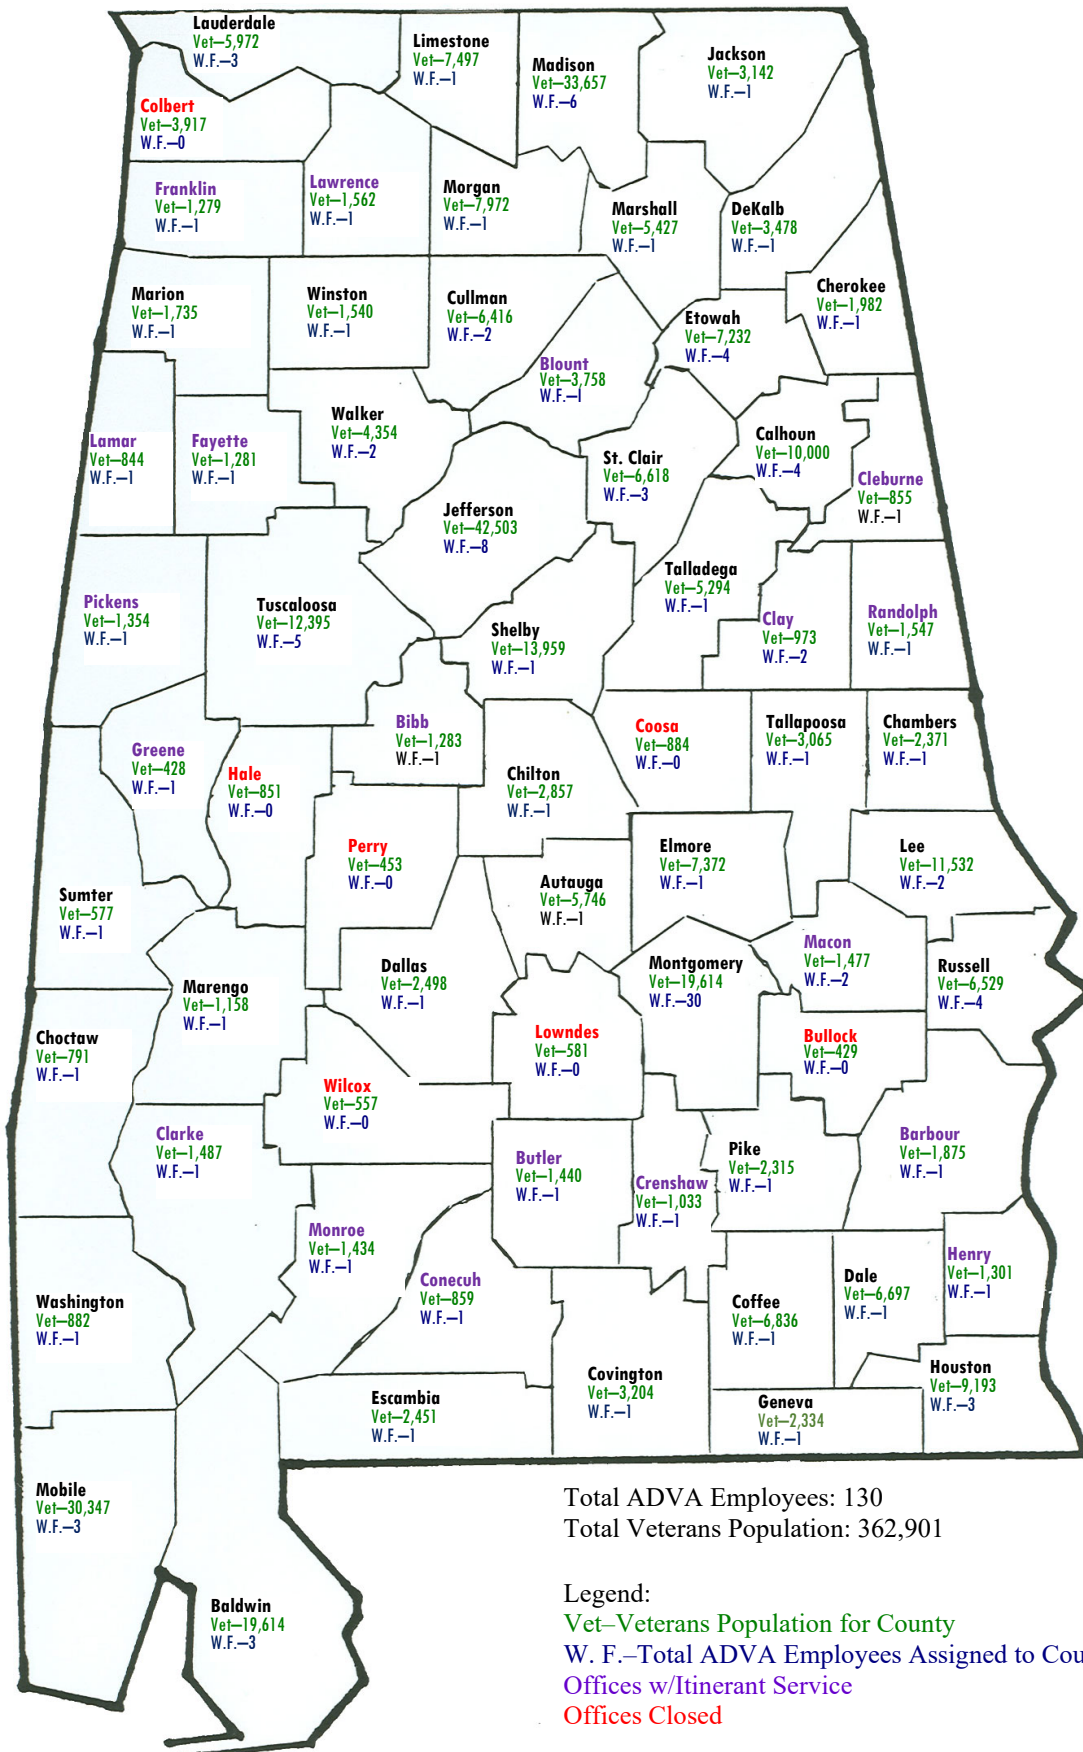 Lauderdale
Vet–5,972
W.F.–3
Limestone
Vet–7,497
W.F.–1
Madison
Vet–33,657
W.F.–6
Jackson
Vet–3,142
W.F.–1
Colbert
Vet–3,917
W.F.–0
Franklin
Vet–1,279
W.F.–1
Lawrence
Vet–1,562
W.F.–1
Morgan
Vet–7,972
W.F.–1
Marshall
Vet–5,427
W.F.–1
DeKalb
Vet–3,478
W.F.–1
Marion
Vet–1,735
W.F.–1
Winston
Vet–1,540
W.F.–1
Cullman
Vet–6,416
W.F.–2
Etowah
Vet–7,232
W.F.–4
Cherokee
Vet–1,982
W.F.–1
Blount
Vet–3,758
W.F.–1
Lamar
Vet–844
W.F.–1
Fayette
Vet–1,281
W.F.–1
Walker
Vet–4,354
W.F.–2
St. Clair
Vet–6,618
W.F.–3
Calhoun
Vet–10,000
W.F.–4
Cleburne
Vet–855
W.F.–1
Jefferson
Vet–42,503
W.F.–8
Pickens
Vet–1,354
W.F.–1
Tuscaloosa
Vet–12,395
W.F.–5
Shelby
Vet–13,959
W.F.–1
Talladega
Vet–5,294
W.F.–1
Clay
Vet–973
W.F.–2
Randolph
Vet–1,547
W.F.–1
Greene
Vet–428
W.F.–1
Hale
Vet–851
W.F.–0
Bibb
Vet–1,283
W.F.–1
Chilton
Vet–2,857
W.F.–1
Coosa
Vet–884
W.F.–0
Tallapoosa
Vet–3,065
W.F.–1
Chambers
Vet–2,371
W.F.–1
Perry
Vet–453
W.F.–0
Elmore
Vet–7,372
W.F.–1
Lee
Vet–11,532
W.F.–2
Sumter
Vet–577
W.F.–1
Autauga
Vet–5,746
W.F.–1
Marengo
Vet–1,158
W.F.–1
Dallas
Vet–2,498
W.F.–1
Montgomery
Vet–19,614
W.F.–30
Macon
Vet–1,477
W.F.–2
Russell
Vet–6,529
W.F.–4
Choctaw
Vet–791
W.F.–1
Lowndes
Vet–581
W.F.–0
Bullock
Vet–429
W.F.–0
Wilcox
Vet–557
W.F.–0
Clarke
Vet–1,487
W.F.–1
Butler
Vet–1,440
W.F.–1
Crenshaw
Vet–1,033
W.F.–1
Pike
Vet–2,315
W.F.–1
Barbour
Vet–1,875
W.F.–1
Monroe
Vet–1,434
W.F.–1
Conecuh
Vet–859
W.F.–1
Henry
Vet–1,301
W.F.–1
Dale
Vet–6,697
W.F.–1
Washington
Vet–882
W.F.–1
Coffee
Vet–6,836
W.F.–1
Houston
Vet–9,193
W.F.–3
Covington
Vet–3,204
W.F.–1
Escambia
Vet–2,451
W.F.–1
Geneva
Vet–2,334
W.F.–1
Mobile
Vet–30,347
W.F.–3
Baldwin
Vet–19,614
W.F.–3
Total ADVA Employees: 130
Total Veterans Population: 362,901
Legend:
Vet–Veterans Population for County
W. F.–Total ADVA Employees Assigned to Cou
Offices w/Itinerant Service
Offices Closed